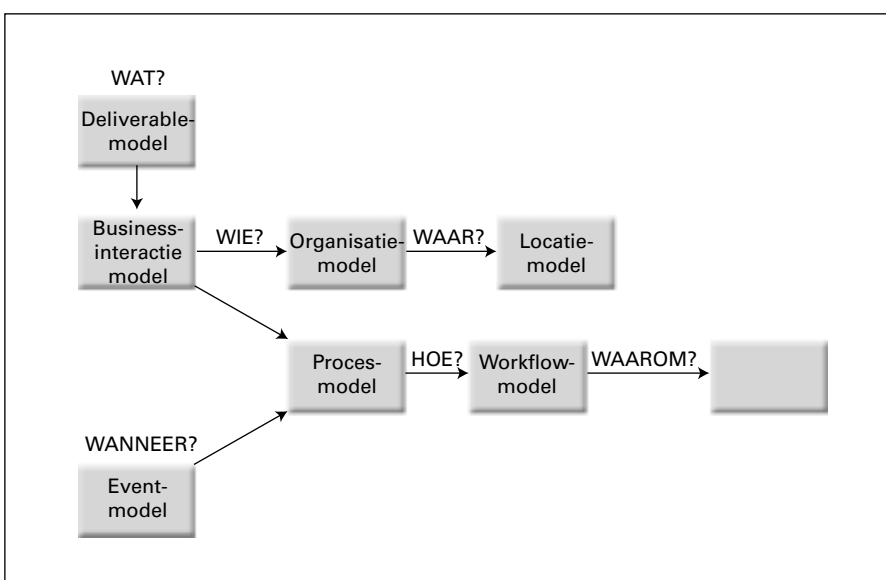 WAT?
Deliverable-
model
Business-
interactie
model
WIE?
Organisatie-
model
WAAR?
Locatie-
model
Proces-
model
HOE?
Workflow-
model
WAAROM?
WANNEER?
Event-
model